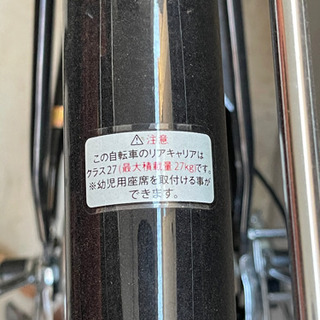 ⚠注意
この自転車のリアキャリアは
クラス27(最大積載量27kg)です。
※幼児用座席を取付ける事が
できます。